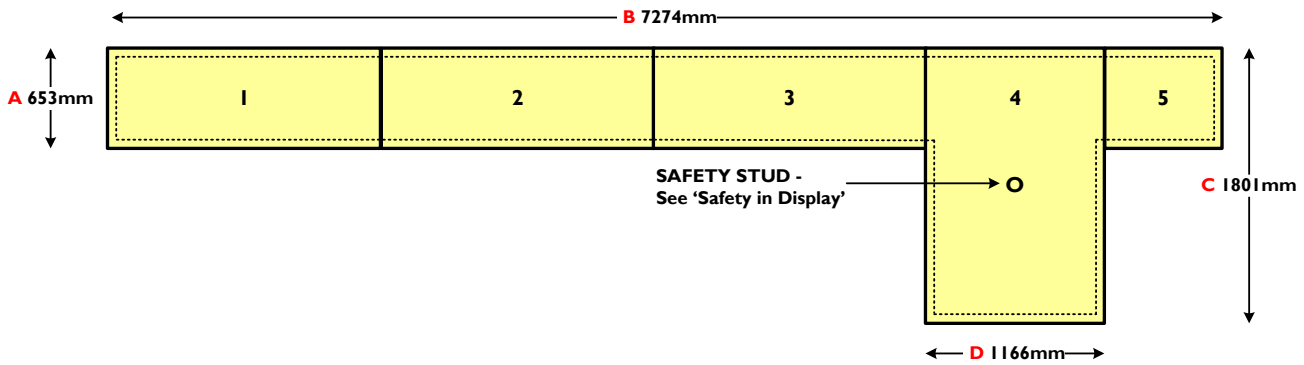 B 7274mm
A 653mm
1
2
3
4
5
SAFETY STUD -
See ‘Safety in Display’
O
C 1801mm
D 1166mm